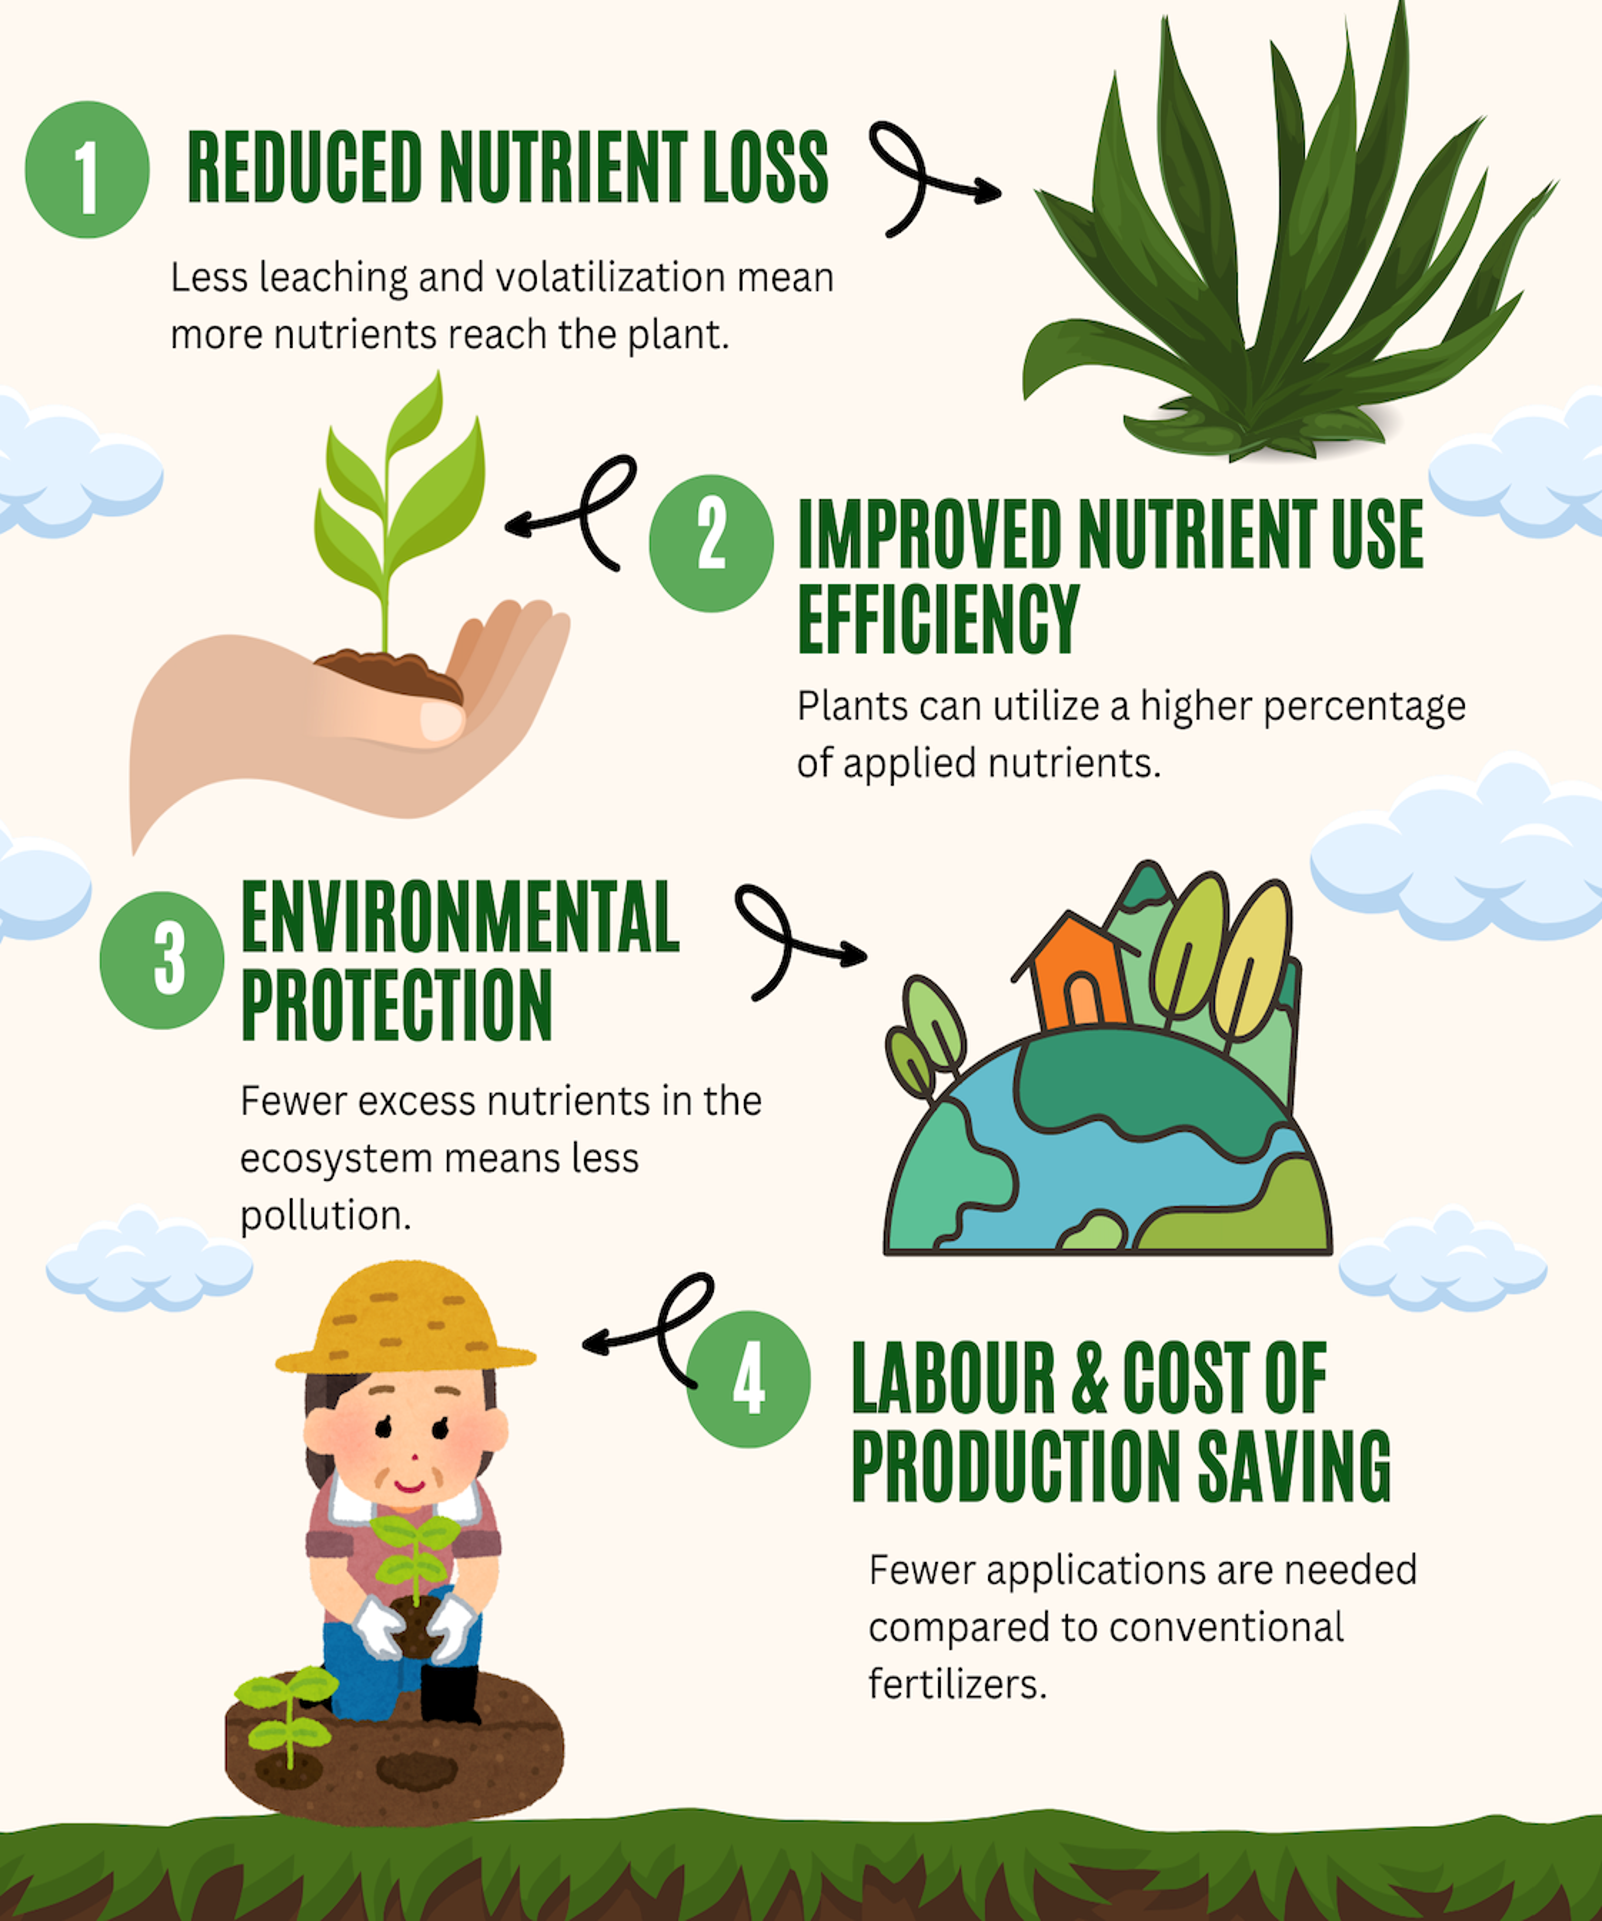 1
REDUCED NUTRIENT LOSS
Less leaching and volatilization mean
more nutrients reach the plant.
2
IMPROVED NUTRIENT USE
EFFICIENCY
Plants can utilize a higher percentage
of applied nutrients.
3
ENVIRONMENTAL
PROTECTION
Fewer excess nutrients in the
ecosystem means less
pollution.
4
LABOUR & COST OF
PRODUCTION SAVING
Fewer applications are needed
compared to conventional
fertilizers.